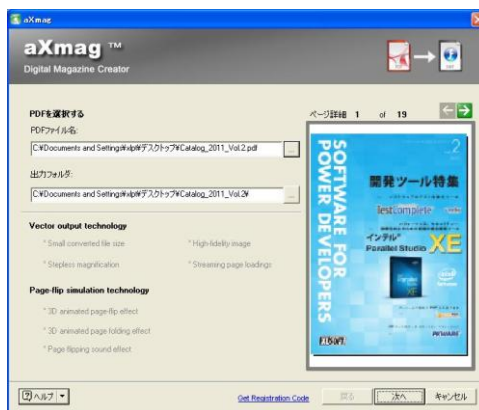 aXmag
aXmag ™
Digital Magazine Creator
PDFを選択する
PDFファイル名:
C:¥Documents and Settings¥xlp¥デスクトップ¥Catalog_2011_Vol.2.pdf
...
出力フォルダ:
C:¥Documents and Settings¥xlp¥デスクトップ¥Catalog_2011_Vol.2¥
...
Vector output technology
* Small converted file size
* High-fidelity image
* Stepless magnification
* Streaming page loadings
Page-flip simulation technology
* 3D animated page-flip effect
* 3D animated page folding effect
* Page flipping sound effect
ページ詳細 1 of 19
SOFTWARE FOR
POWER DEVELOPERS
vol.2
開発ツール特集
TestComplete
インテル®
Parallel Studio XE
XLSOFT
ヘルプ
Get Registration Code
戻る
次へ
キャンセル